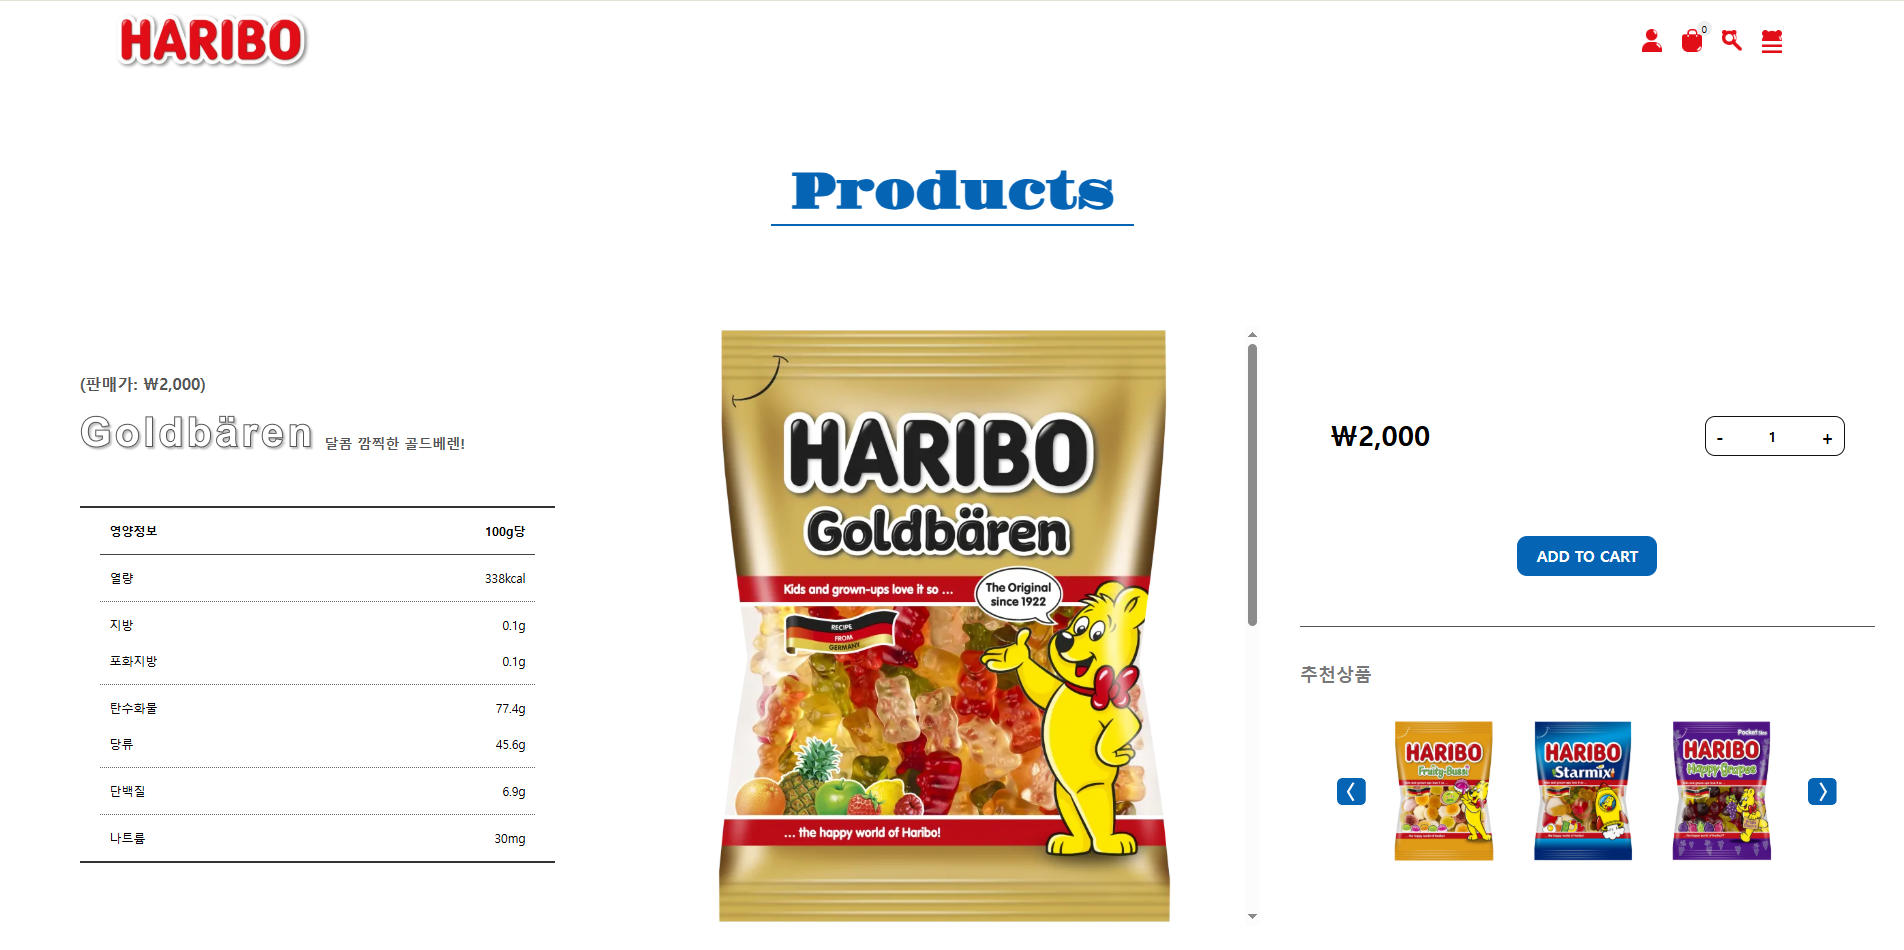 HARIBO
0
Products
(판매가: ₩2,000)
Goldbären 달콤 깜찍한 골드베렌!
영양정보 100g당
열량 338kcal
지방 0.1g
포화지방 0.1g
탄수화물 77.4g
당류 45.6g
단백질 6.9g
나트륨 30mg
HARIBO
Goldbären
Kids and grown-ups love it so ...
The Original
since 1922
RECIPE
FROM
GERMANY
... the happy world of Haribo!
₩2,000
- 1 +
ADD TO CART
추천상품
HARIBO
Fruity-Bussi
HARIBO
Starmix
Pocket Size
HARIBO
Happy Grapes